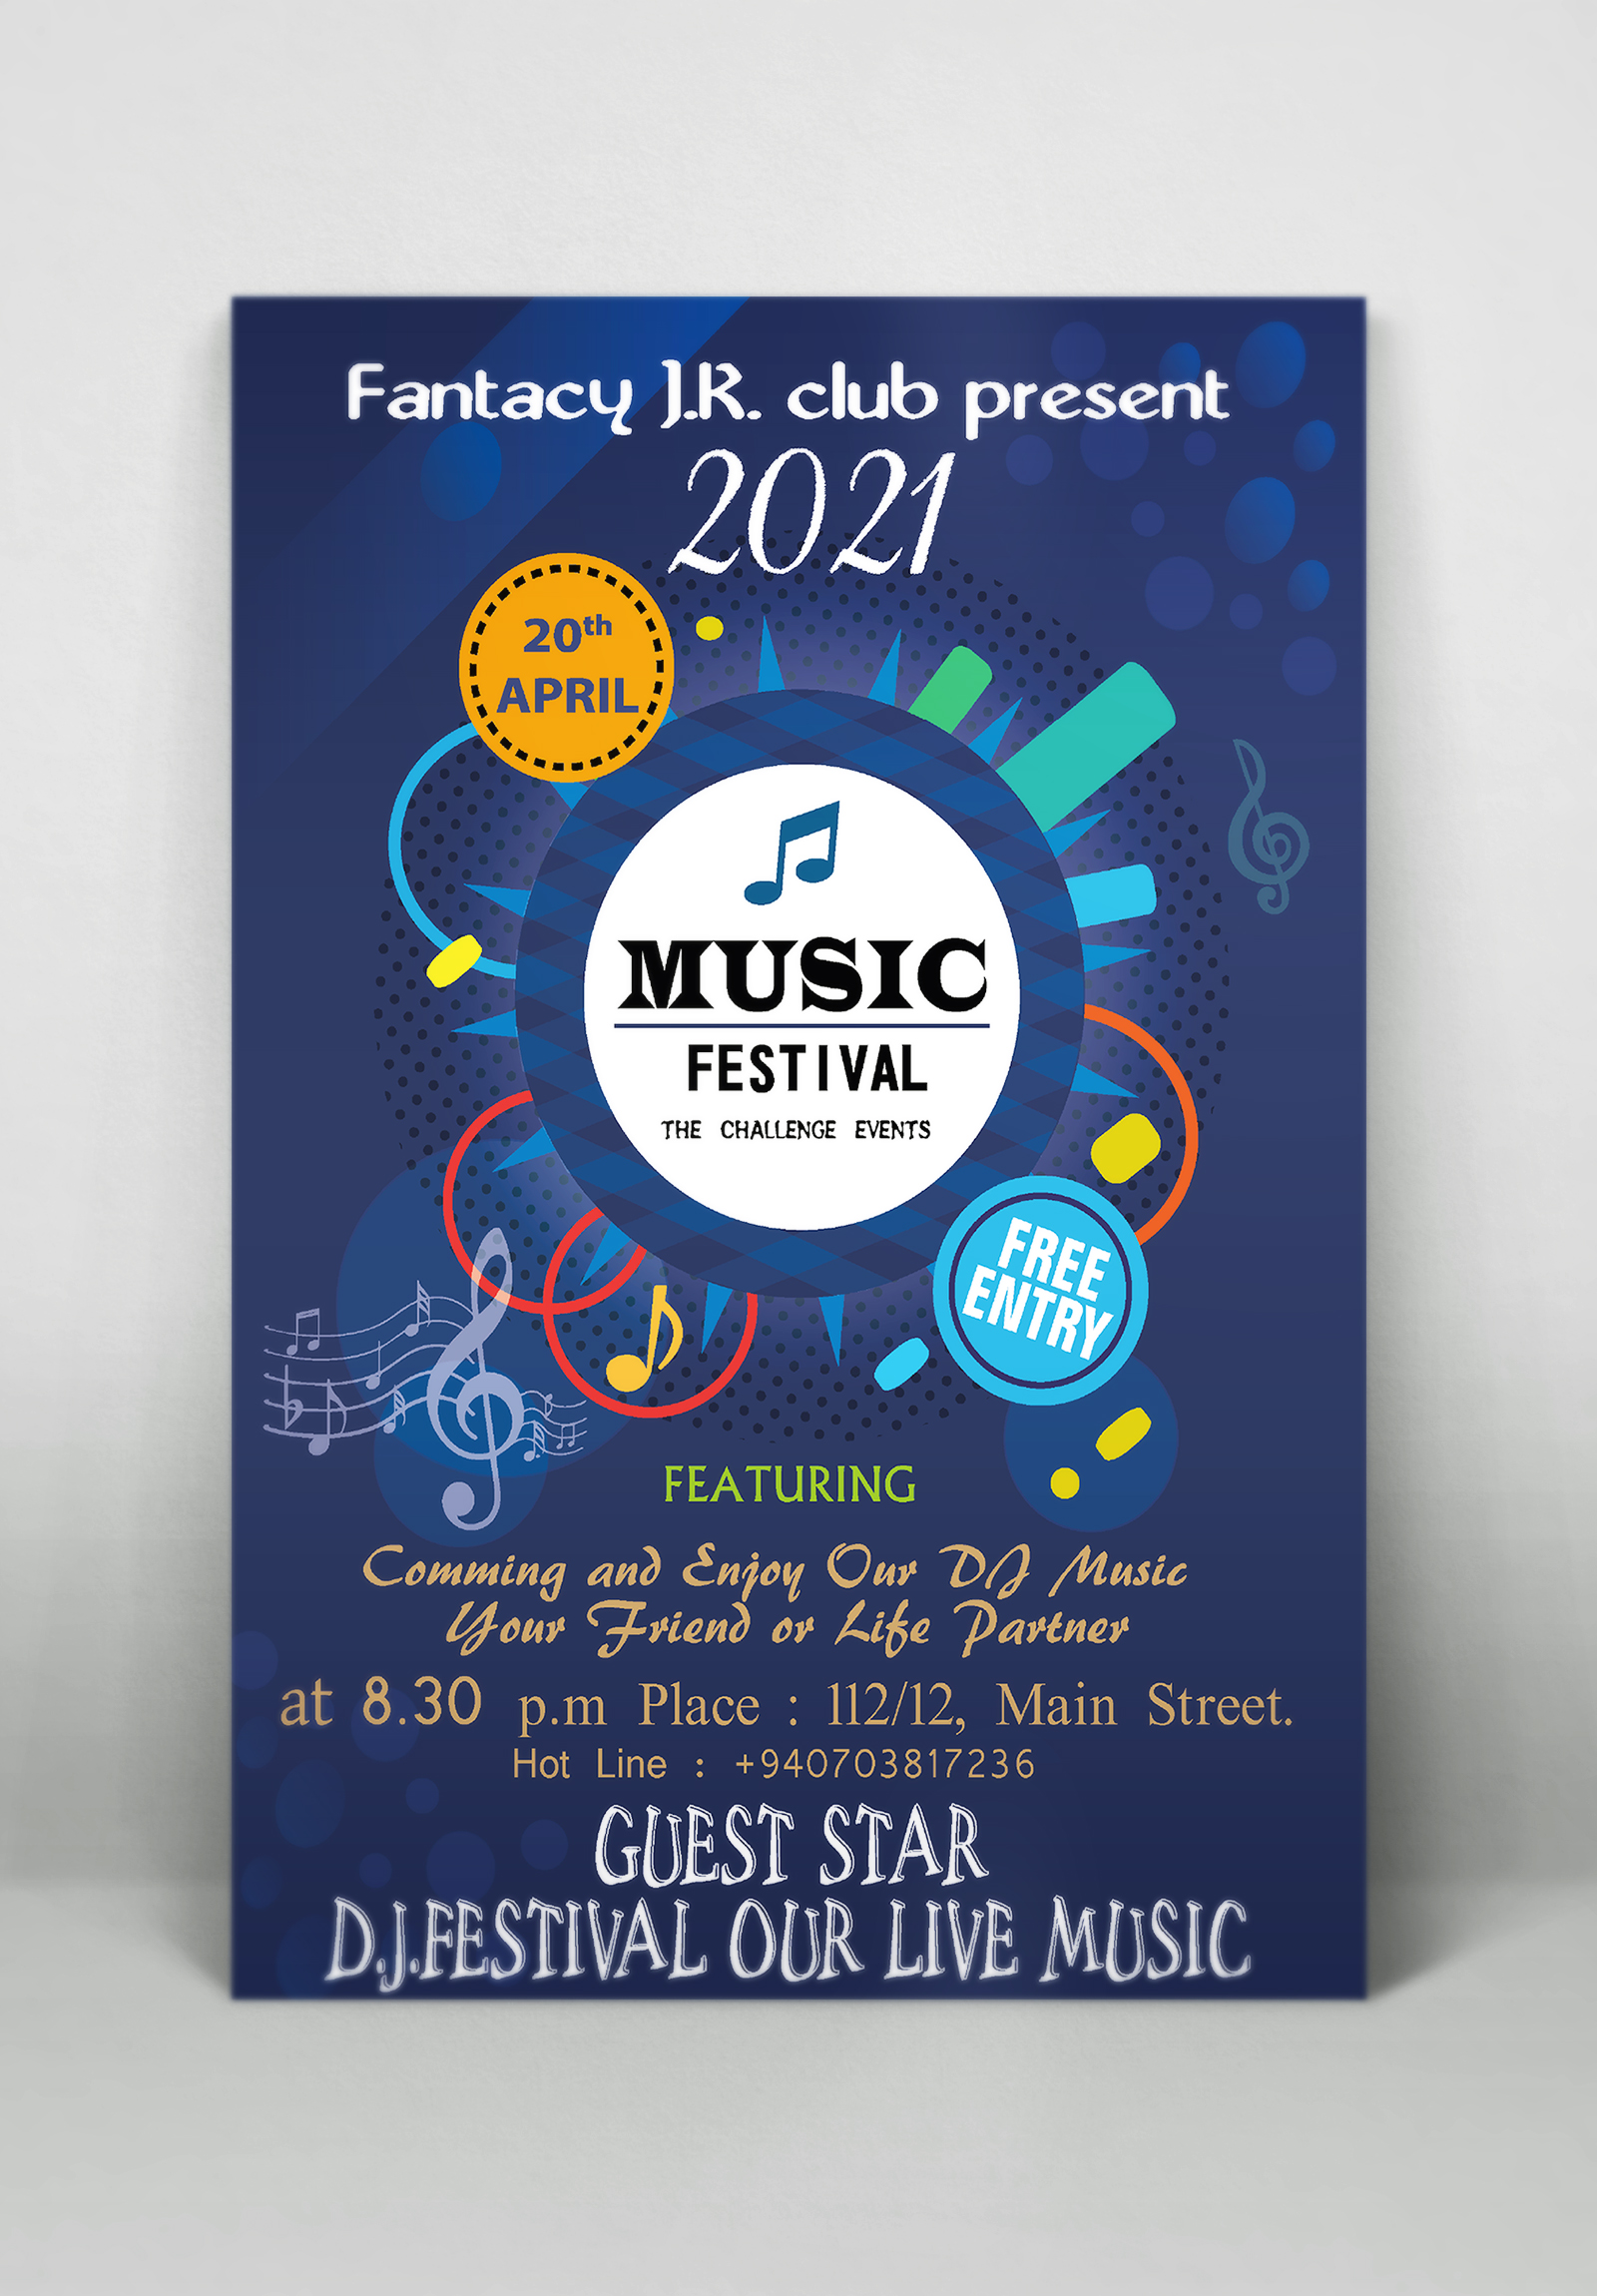 Fantacy J.R. club present
2021
20th
APRIL
MUSIC
FESTIVAL
THE CHALLENGE EVENTS
FREE
ENTRY
FEATURING
Comming and Enjoy Our DJ Music
Your Friend or Life Partner
at 8.30 p.m Place : 112/12, Main Street.
Hot Line : +940703817236
GUEST STAR
D.J.FESTIVAL OUR LIVE MUSIC